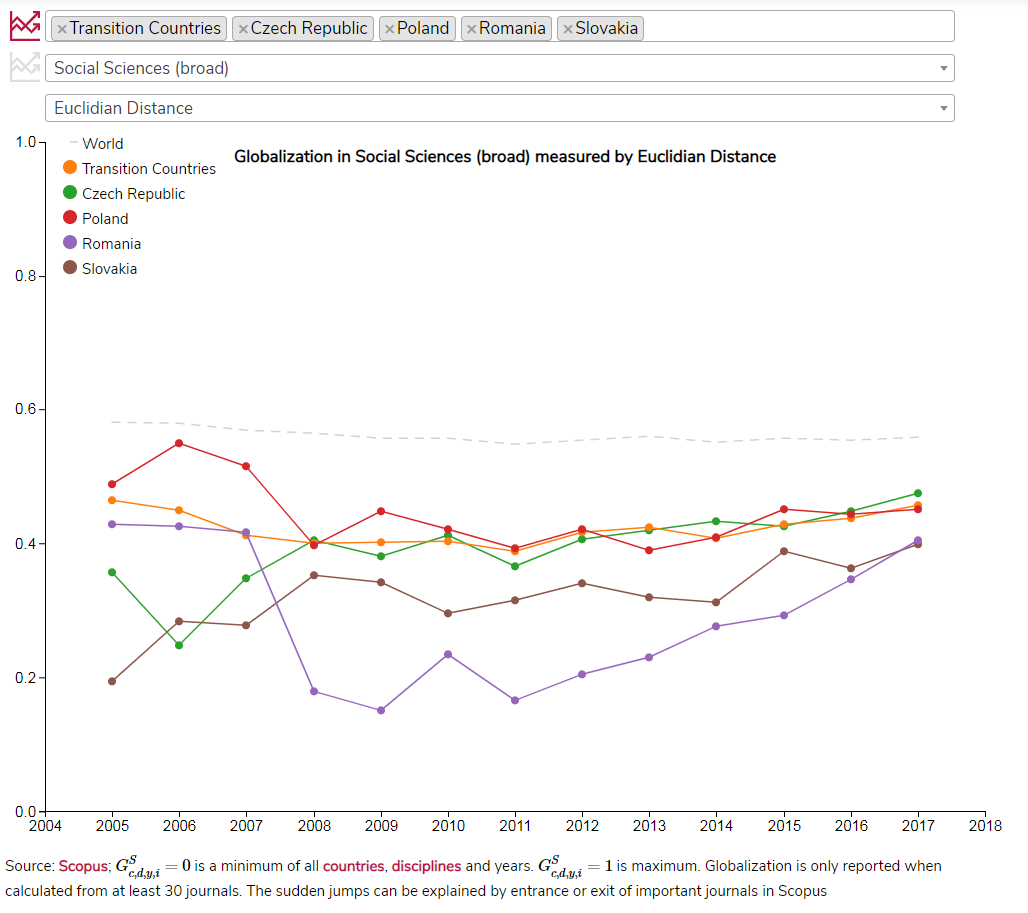 × Transition Countries × Czech Republic × Poland × Romania × Slovakia
Social Sciences (broad)
Euclidian Distance
Globalization in Social Sciences (broad) measured by Euclidian Distance
World
Transition Countries
Czech Republic
Poland
Romania
Slovakia
1.0
0.8
0.6
0.4
0.2
0.0
2004 2005 2006 2007 2008 2009 2010 2011 2012 2013 2014 2015 2016 2017 2018
Source: Scopus; G^S_{c,d,y,i} = 0 is a minimum of all countries, disciplines and years. G^S_{c,d,y,i} = 1 is maximum. Globalization is only reported when
calculated from at least 30 journals. The sudden jumps can be explained by entrance or exit of important journals in Scopus